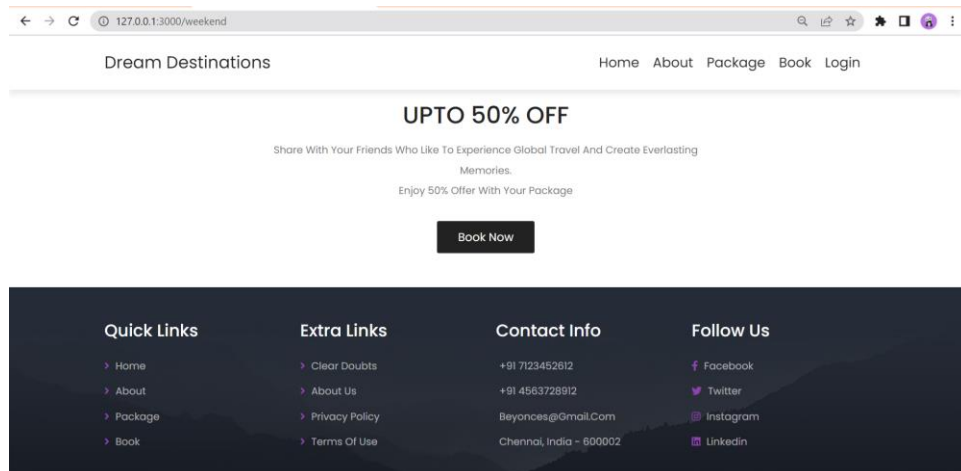 127.0.0.1:3000/weekend
Dream Destinations
Home About Package Book Login
UPTO 50% OFF
Share With Your Friends Who Like To Experience Global Travel And Create Everlasting
Memories.
Enjoy 50% Offer With Your Package
Book Now
Quick Links
Home
About
Package
Book
Extra Links
Clear Doubts
About Us
Privacy Policy
Terms Of Use
Contact Info
+91 7123452612
+91 4563728912
Beyonces@Gmail.Com
Chennai, India - 600002
Follow Us
Facebook
Twitter
Instagram
Linkedin